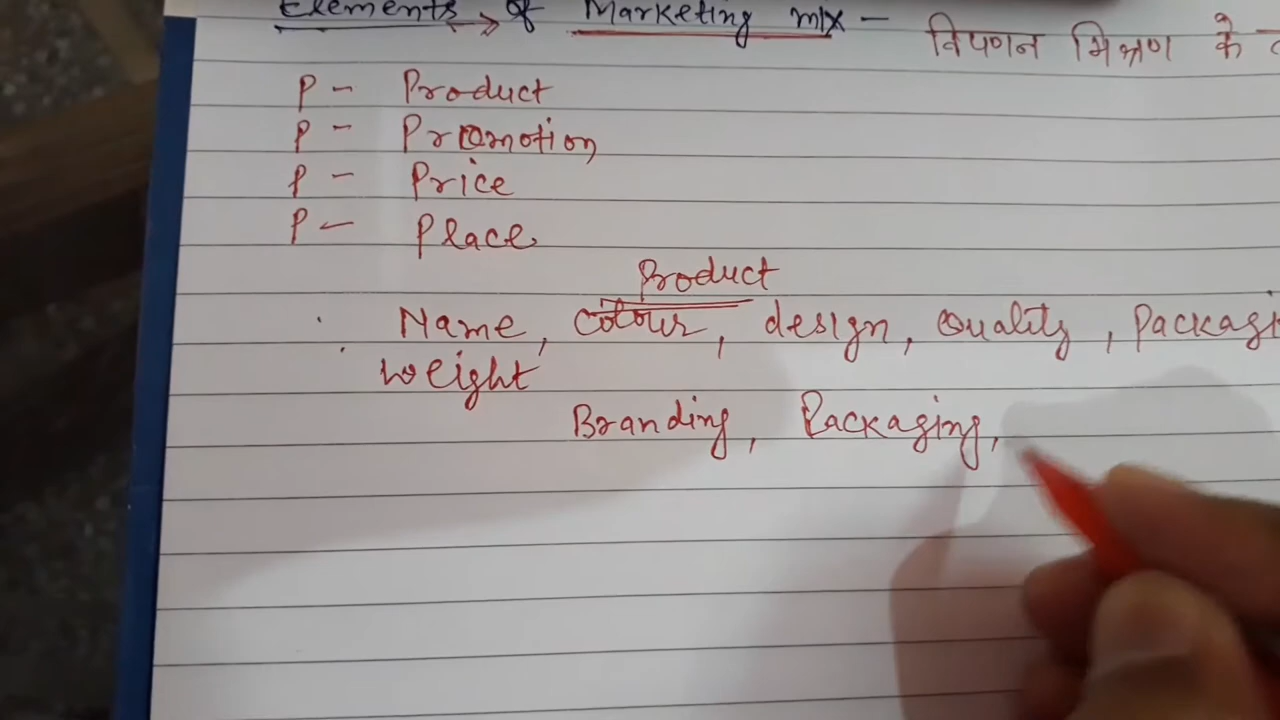 Elements of Marketing mix - विपणन मिश्रण के
P - Product
P - Promotion
P - Price
P - Place
Product
Name, Colour, design, Quality, Packagi
weight
Branding, Packaging,